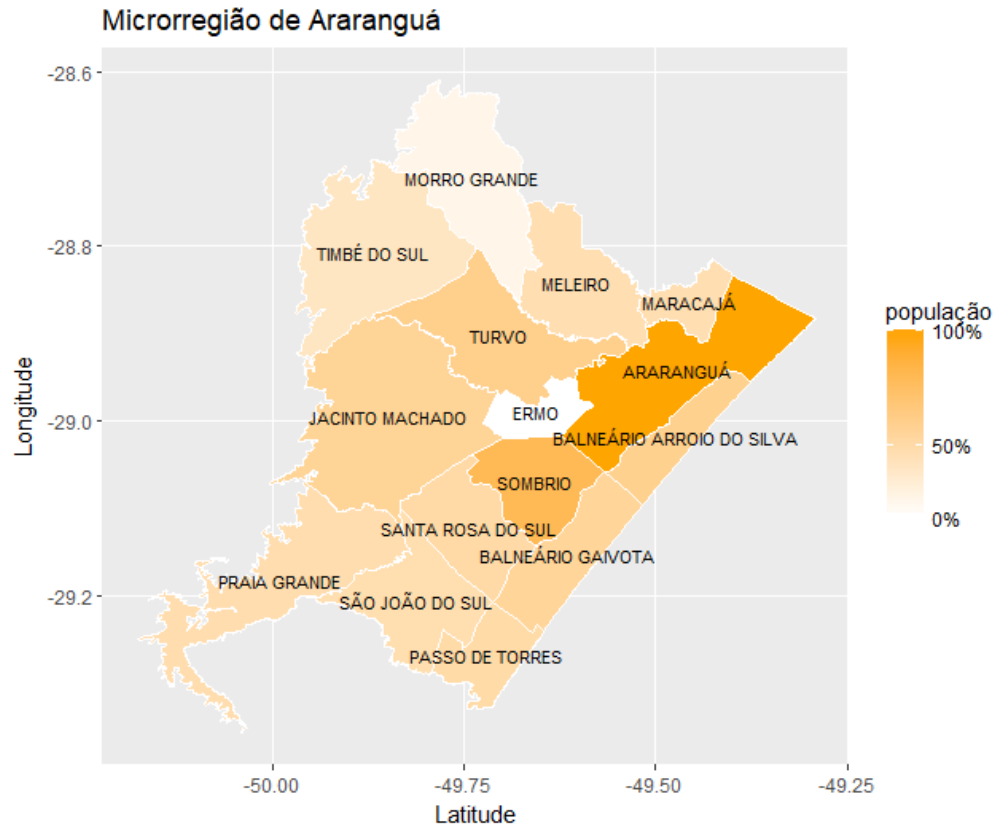 Microrregião de Araranguá
-28.6
MORRO GRANDE
-28.8
TIMBÉ DO SUL
MELEIRO
MARACAJÁ
população
100%
TURVO
Longitude
ARARANGUÁ
-29.0
JACINTO MACHADO
ERMO
BALNEÁRIO ARROIO DO SILVA
50%
SOMBRIO
0%
SANTA ROSA DO SUL
BALNEÁRIO GAIVOTA
PRAIA GRANDE
-29.2
SÃO JOÃO DO SUL
PASSO DE TORRES
-50.00 -49.75 -49.50 -49.25
Latitude